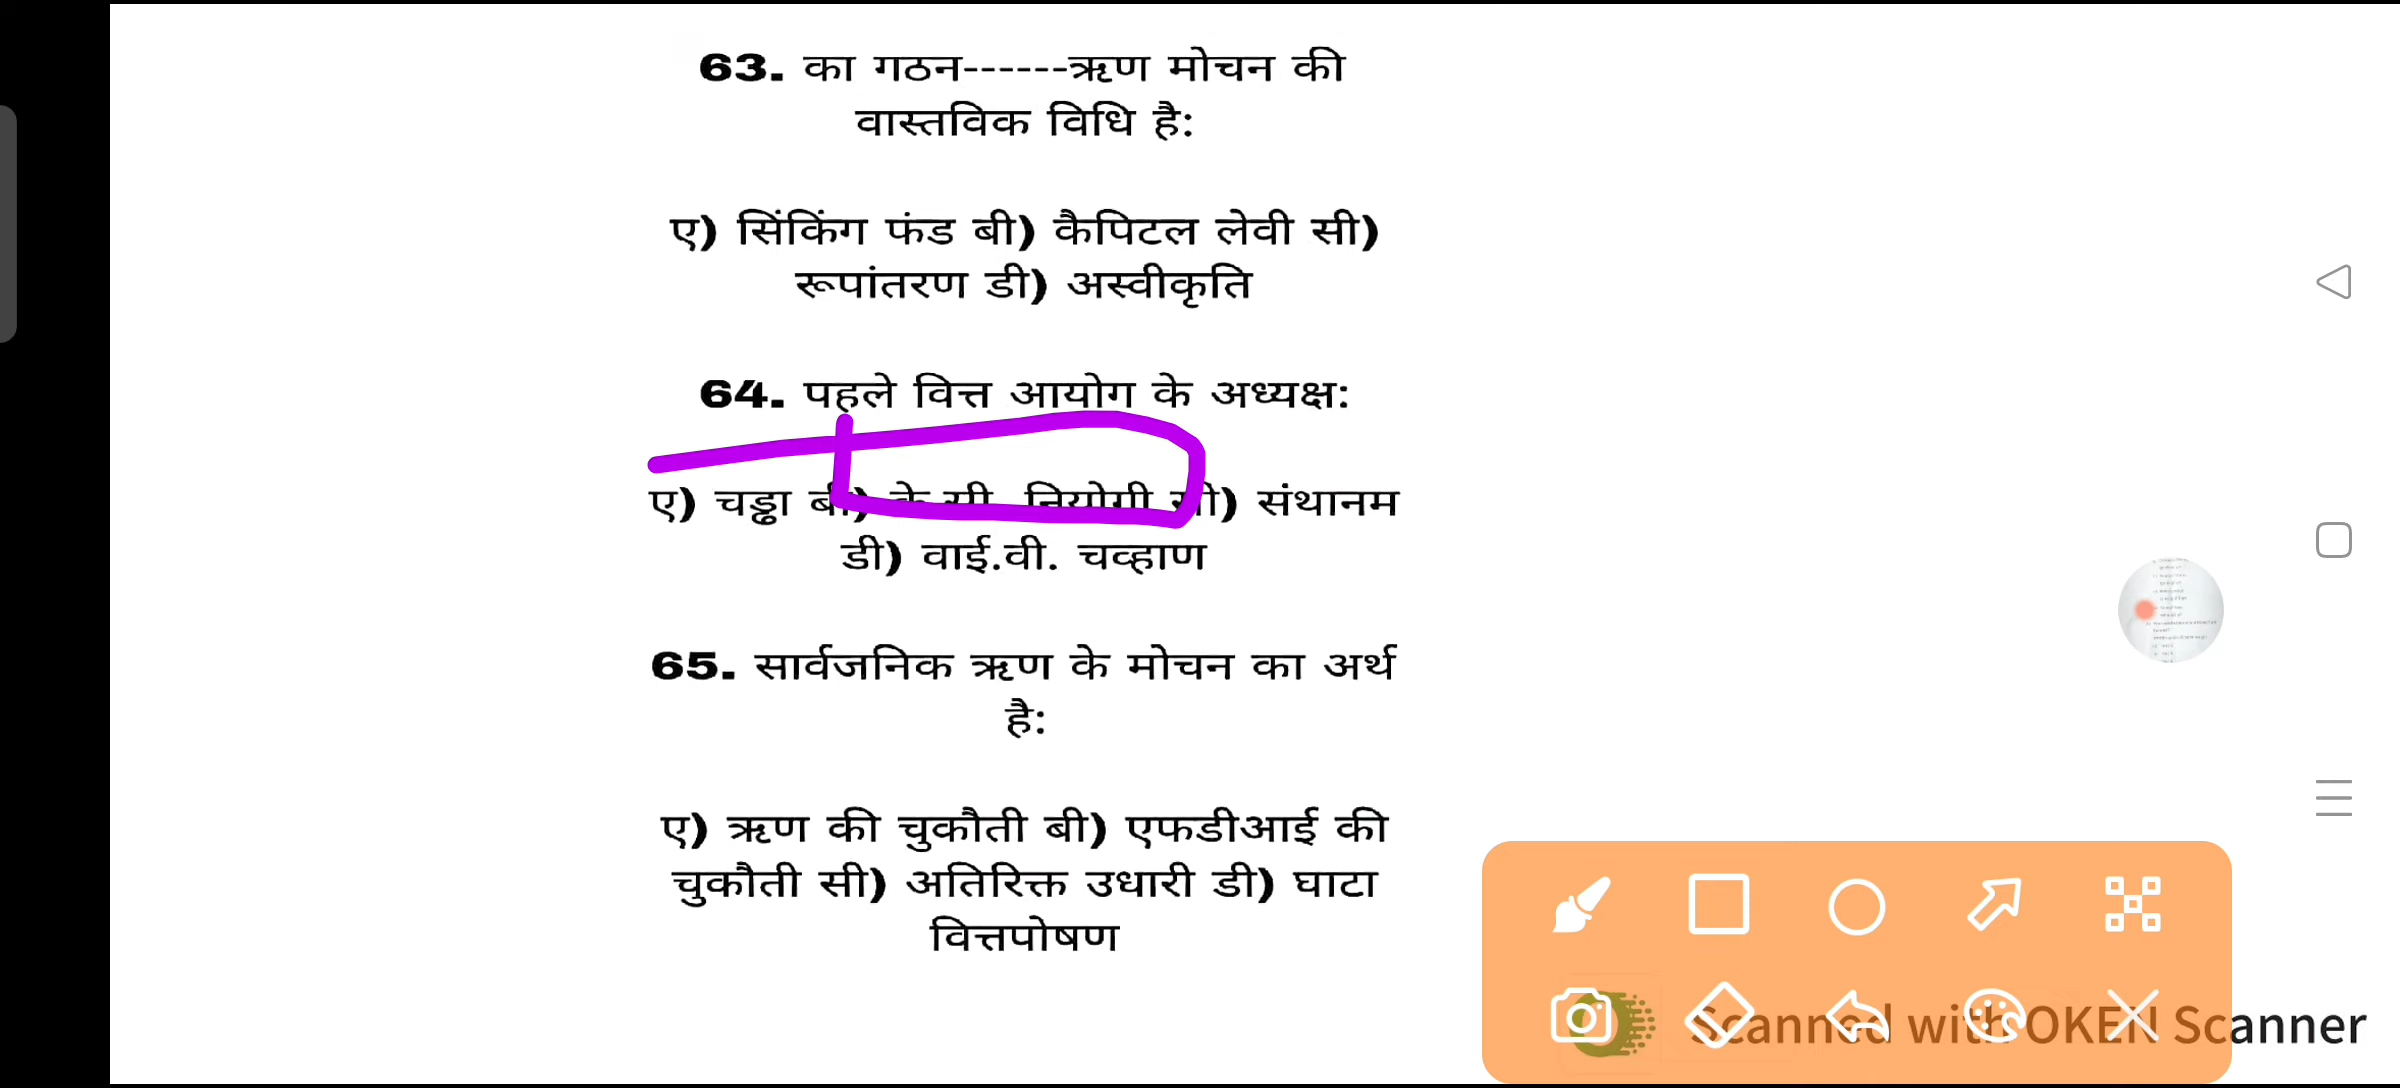 63. का गठन------ऋण मोचन की
वास्तविक विधि है:
ए) सिंकिंग फंड बी) कैपिटल लेवी सी)
रूपांतरण डी) अस्वीकृति
64. पहले वित्त आयोग के अध्यक्ष:
ए) चड्ढा बी) के सी नियोगी सी) संथानम
डी) वाई.वी. चव्हाण
65. सार्वजनिक ऋण के मोचन का अर्थ
है:
ए) ऋण की चुकौती बी) एफडीआई की
चुकौती सी) अतिरिक्त उधारी डी) घाटा
वित्तपोषण
Scanned with OKEN Scanner